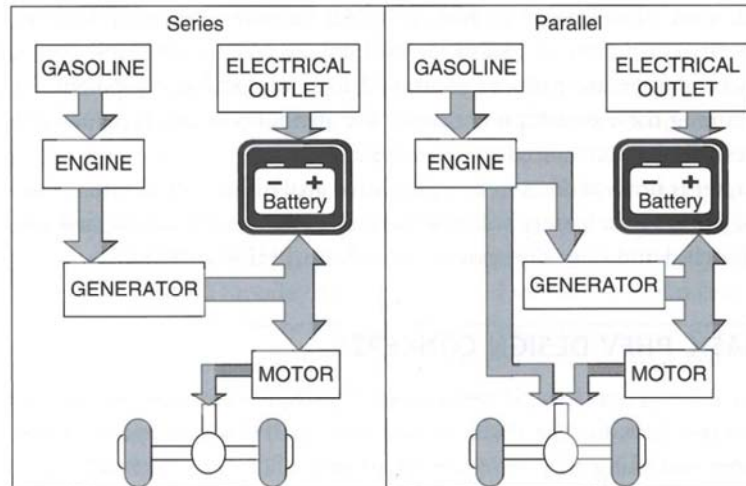 Series
GASOLINE
ELECTRICAL
OUTLET
ENGINE
− +
Battery
GENERATOR
MOTOR
Parallel
GASOLINE
ELECTRICAL
OUTLET
ENGINE
− +
Battery
GENERATOR
MOTOR